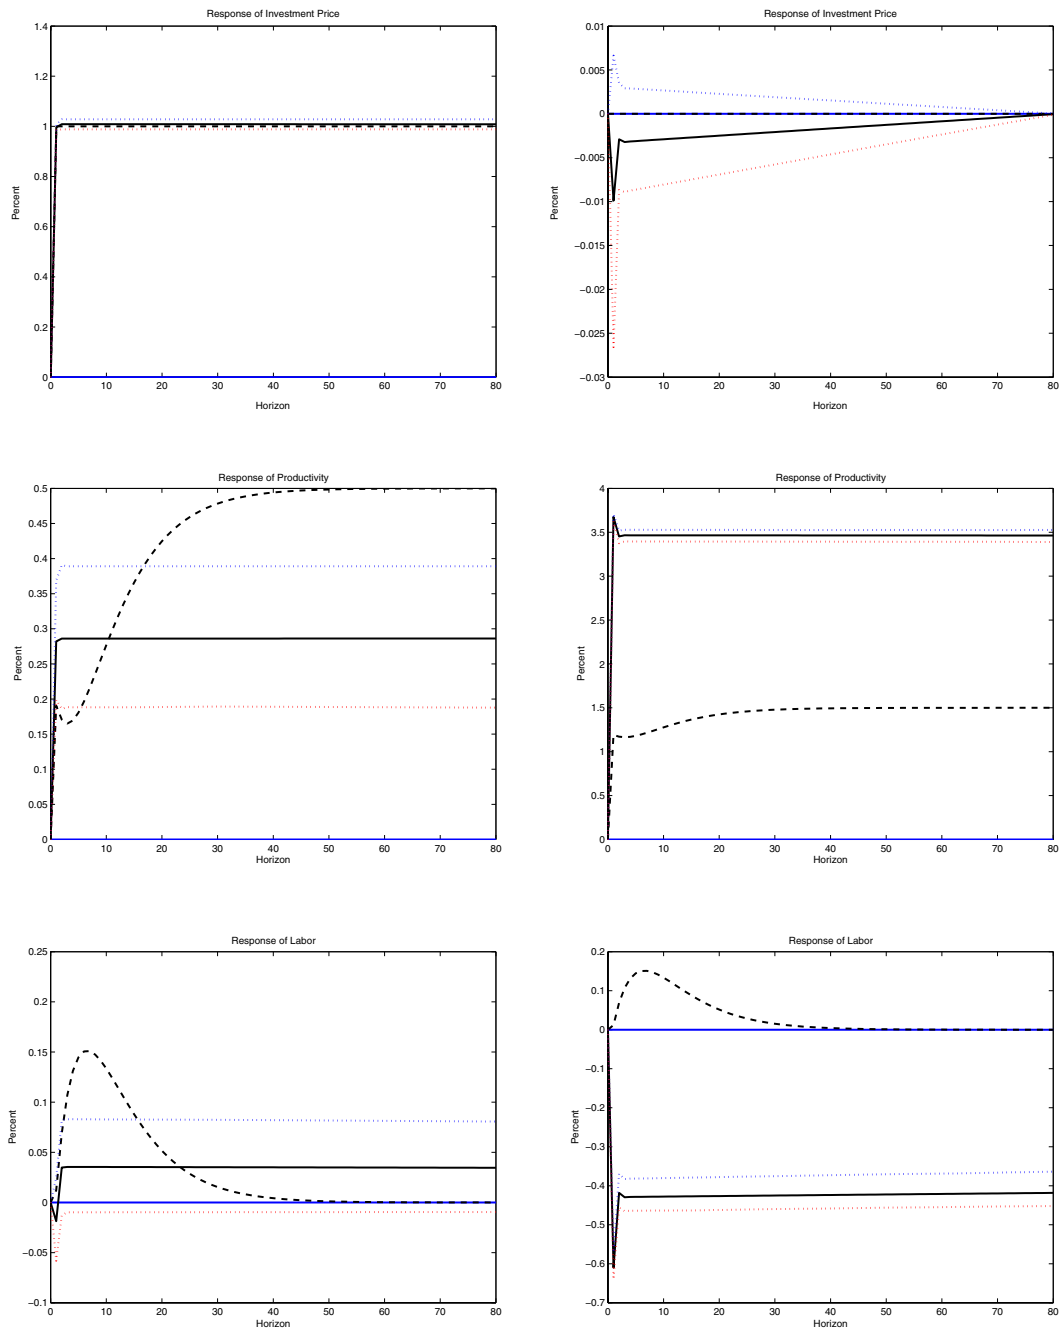 Response of Investment Price
1.4
1.2
1
0.8
0.6
0.4
0.2
0
Percent
0 10 20 30 40 50 60 70 80
Horizon
Response of Investment Price
0.01
0.005
0
−0.005
−0.01
−0.015
−0.02
−0.025
−0.03
Percent
0 10 20 30 40 50 60 70 80
Horizon
Response of Productivity
0.5
0.45
0.4
0.35
0.3
0.25
0.2
0.15
0.1
0.05
0
Percent
0 10 20 30 40 50 60 70 80
Horizon
Response of Productivity
4
3.5
3
2.5
2
1.5
1
0.5
0
Percent
0 10 20 30 40 50 60 70 80
Horizon
Response of Labor
0.25
0.2
0.15
0.1
0.05
0
−0.05
−0.1
Percent
0 10 20 30 40 50 60 70 80
Horizon
Response of Labor
0.2
0.1
0
−0.1
−0.2
−0.3
−0.4
−0.5
−0.6
−0.7
Percent
0 10 20 30 40 50 60 70 80
Horizon